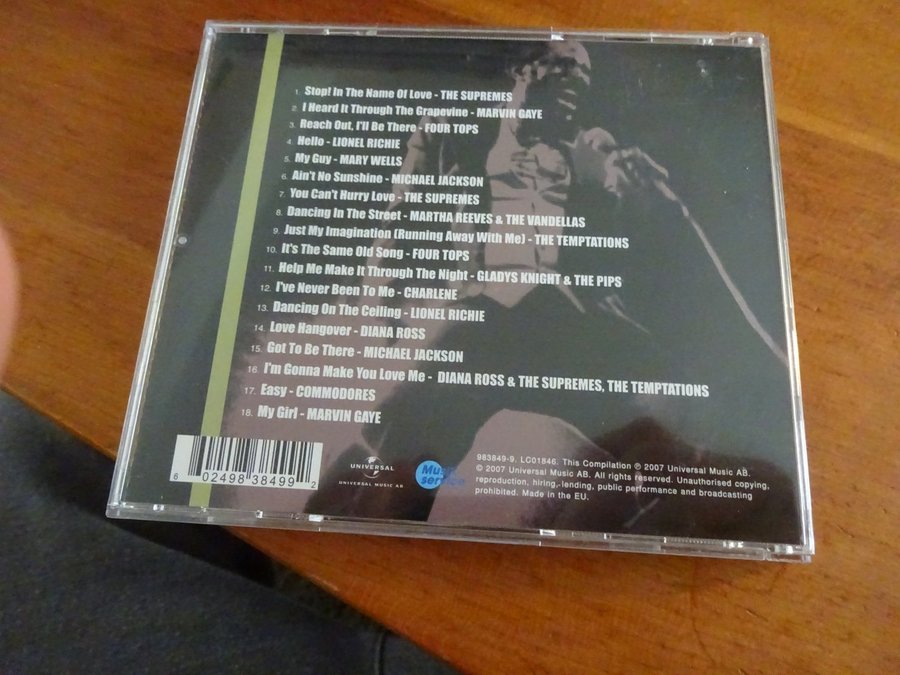 1. Stop! In The Name Of Love - THE SUPREMES
2. I Heard It Through The Grapevine - MARVIN GAYE
3. Reach Out, I'll Be There - FOUR TOPS
4. Hello - LIONEL RICHIE
5. My Guy - MARY WELLS
6. Ain't No Sunshine - MICHAEL JACKSON
7. You Can't Hurry Love - THE SUPREMES
8. Dancing In The Street - MARTHA REEVES & THE VANDELLAS
9. Just My Imagination (Running Away With Me) - THE TEMPTATIONS
10. It's The Same Old Song - FOUR TOPS
11. Help Me Make It Through The Night - GLADYS KNIGHT & THE PIPS
12. I've Never Been To Me - CHARLENE
13. Dancing On The Ceiling - LIONEL RICHIE
14. Love Hangover - DIANA ROSS
15. Got To Be There - MICHAEL JACKSON
16. I'm Gonna Make You Love Me - DIANA ROSS & THE SUPREMES, THE TEMPTATIONS
17. Easy - COMMODORES
18. My Girl - MARVIN GAYE
6 02498 38499 2
UNIVERSAL
UNIVERSAL MUSIC AB
Music
service
983849-9. LC01846. This Compilation ℗ 2007 Universal Music AB.
© 2007 Universal Music AB. All rights reserved. Unauthorised copying,
reproduction, hiring, lending, public performance and broadcasting
prohibited. Made in the EU.